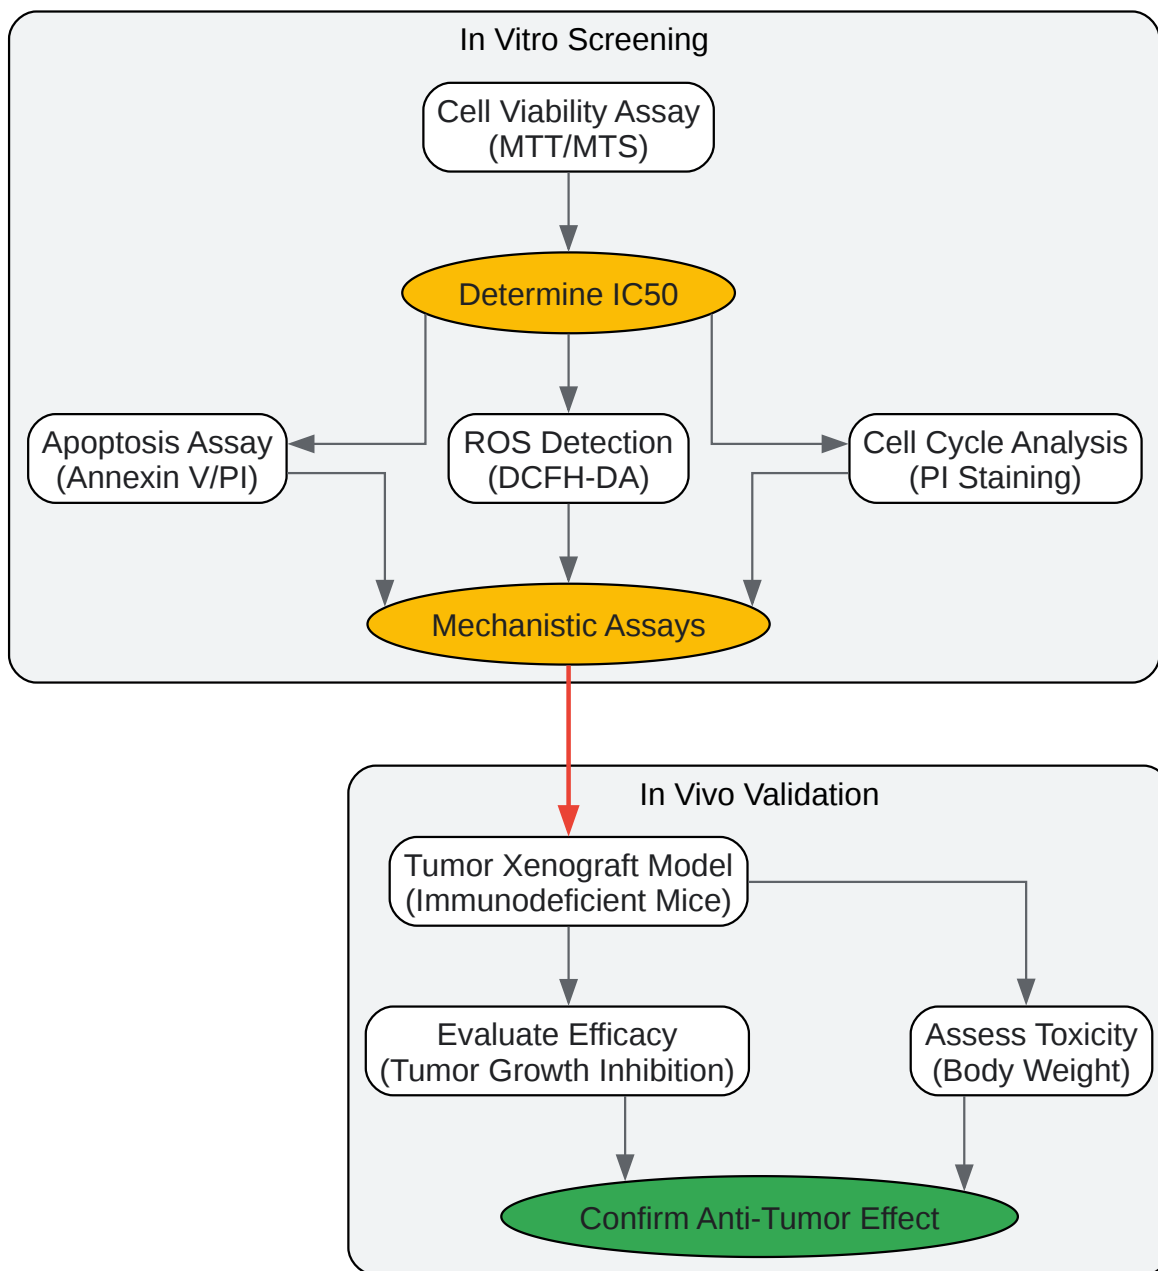 In Vitro Screening
Cell Viability Assay
(MTT/MTS)
Determine IC50
Apoptosis Assay
(Annexin V/PI)
ROS Detection
(DCFH-DA)
Cell Cycle Analysis
(PI Staining)
Mechanistic Assays
In Vivo Validation
Tumor Xenograft Model
(Immunodeficient Mice)
Evaluate Efficacy
(Tumor Growth Inhibition)
Assess Toxicity
(Body Weight)
Confirm Anti-Tumor Effect